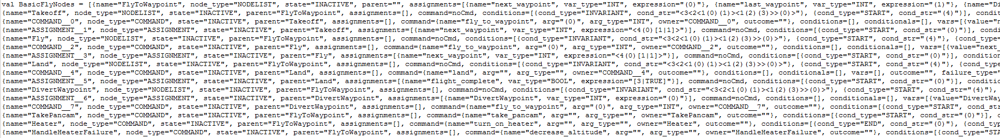 val BasicFlyNodes = [{name="FlyToWaypoint", node_type="NODELIST", state="INACTIVE", parent="", assignments=[{name="next_waypoint", var_type="INT", expression="(0)"}, {name="last_waypoint", var_type="INT", expression="(1)"}, {name="Di
{name="Takeoff", node_type="NODELIST", state="INACTIVE", parent="FlyToWaypoint", assignments=[], command=noCmd, conditions=[{cond_type="INVARIANT", cond_str="<3<2<1(0)(1)><1(2)(3)>>(0)>"}, {cond_type="START", cond_str="(4)"}], condit
{name="COMMAND__0", node_type="COMMAND", state="INACTIVE", parent="Takeoff", assignments=[], command={name="fly_to_waypoint", arg="(0)", arg_type="INT", owner="COMMAND__0", outcome=""}, conditions=[], conditionals=[], vars=[{value="n
{name="ASSIGNMENT__1", node_type="ASSIGNMENT", state="INACTIVE", parent="Takeoff", assignments=[{name="next_waypoint", var_type="INT", expression="<4(0)[1|1]>"}], command=noCmd, conditions=[{cond_type="START", cond_str="(0)"}], condi
{name="Fly", node_type="NODELIST", state="INACTIVE", parent="FlyToWaypoint", assignments=[], command=noCmd, conditions=[{cond_type="INVARIANT", cond_str="<3<2<1(0)(1)><1(2)(3)>>(0)>"}, {cond_type="START", cond_str="(4)"}, {cond_type=
{name="COMMAND__2", node_type="COMMAND", state="INACTIVE", parent="Fly", assignments=[], command={name="fly_to_waypoint", arg="(0)", arg_type="INT", owner="COMMAND__2", outcome=""}, conditions=[], conditionals=[], vars=[{value="next_
{name="ASSIGNMENT__3", node_type="ASSIGNMENT", state="INACTIVE", parent="Fly", assignments=[{name="next_waypoint", var_type="INT", expression="<4(0)[1|1]>"}], command=noCmd, conditions=[{cond_type="START", cond_str="(0)"}], condition
{name="Land", node_type="NODELIST", state="INACTIVE", parent="FlyToWaypoint", assignments=[], command=noCmd, conditions=[{cond_type="INVARIANT", cond_str="<3<2<1(0)(1)><1(2)(3)>>(0)>"}, {cond_type="START", cond_str="(4)"}, {cond_type
{name="COMMAND__4", node_type="COMMAND", state="INACTIVE", parent="Land", assignments=[], command={name="land", arg="", arg_type="", owner="COMMAND__4", outcome=""}, conditions=[], conditionals=[], vars=[], outcome="", failure_type="
{name="ASSIGNMENT__5", node_type="ASSIGNMENT", state="INACTIVE", parent="Land", assignments=[{name="flight_complete", var_type="BOOL", expression="[3|TRUE]"}], command=noCmd, conditions=[{cond_type="START", cond_str="(0)"}], conditio
{name="DivertWaypoint", node_type="NODELIST", state="INACTIVE", parent="FlyToWaypoint", assignments=[], command=noCmd, conditions=[{cond_type="INVARIANT", cond_str="<3<2<1(0)(1)><1(2)(3)>>(0)>"}, {cond_type="START", cond_str="(4)"},
{name="ASSIGNMENT__6", node_type="ASSIGNMENT", state="INACTIVE", parent="DivertWaypoint", assignments=[{name="DivertWaypoint", var_type="INT", expression="(0)"}], command=noCmd, conditions=[], conditionals=[], vars=[{value="DivertWay
{name="COMMAND__7", node_type="COMMAND", state="INACTIVE", parent="DivertWaypoint", assignments=[], command={name="fly_to_waypoint", arg="(0)", arg_type="INT", owner="COMMAND__7", outcome=""}, conditions=[{cond_type="START", cond_str
{name="TakePancam", node_type="COMMAND", state="INACTIVE", parent="FlyToWaypoint", assignments=[], command={name="take_pancam", arg="", arg_type="", owner="TakePancam", outcome=""}, conditions=[{cond_type="START", cond_str="(0)"}], c
{name="Heater", node_type="COMMAND", state="INACTIVE", parent="FlyToWaypoint", assignments=[], command={name="turn_on_heater", arg="", arg_type="", owner="Heater", outcome=""}, conditions=[{cond_type="END", cond_str="(0)"}, {cond_typ
{name="HandleHeaterFailure", node_type="COMMAND", state="INACTIVE", parent="FlyToWaypoint", assignments=[], command={name="decrease_altitude", arg="", arg_type="", owner="HandleHeaterFailure", outcome=""}, conditions=[{cond_type="STA